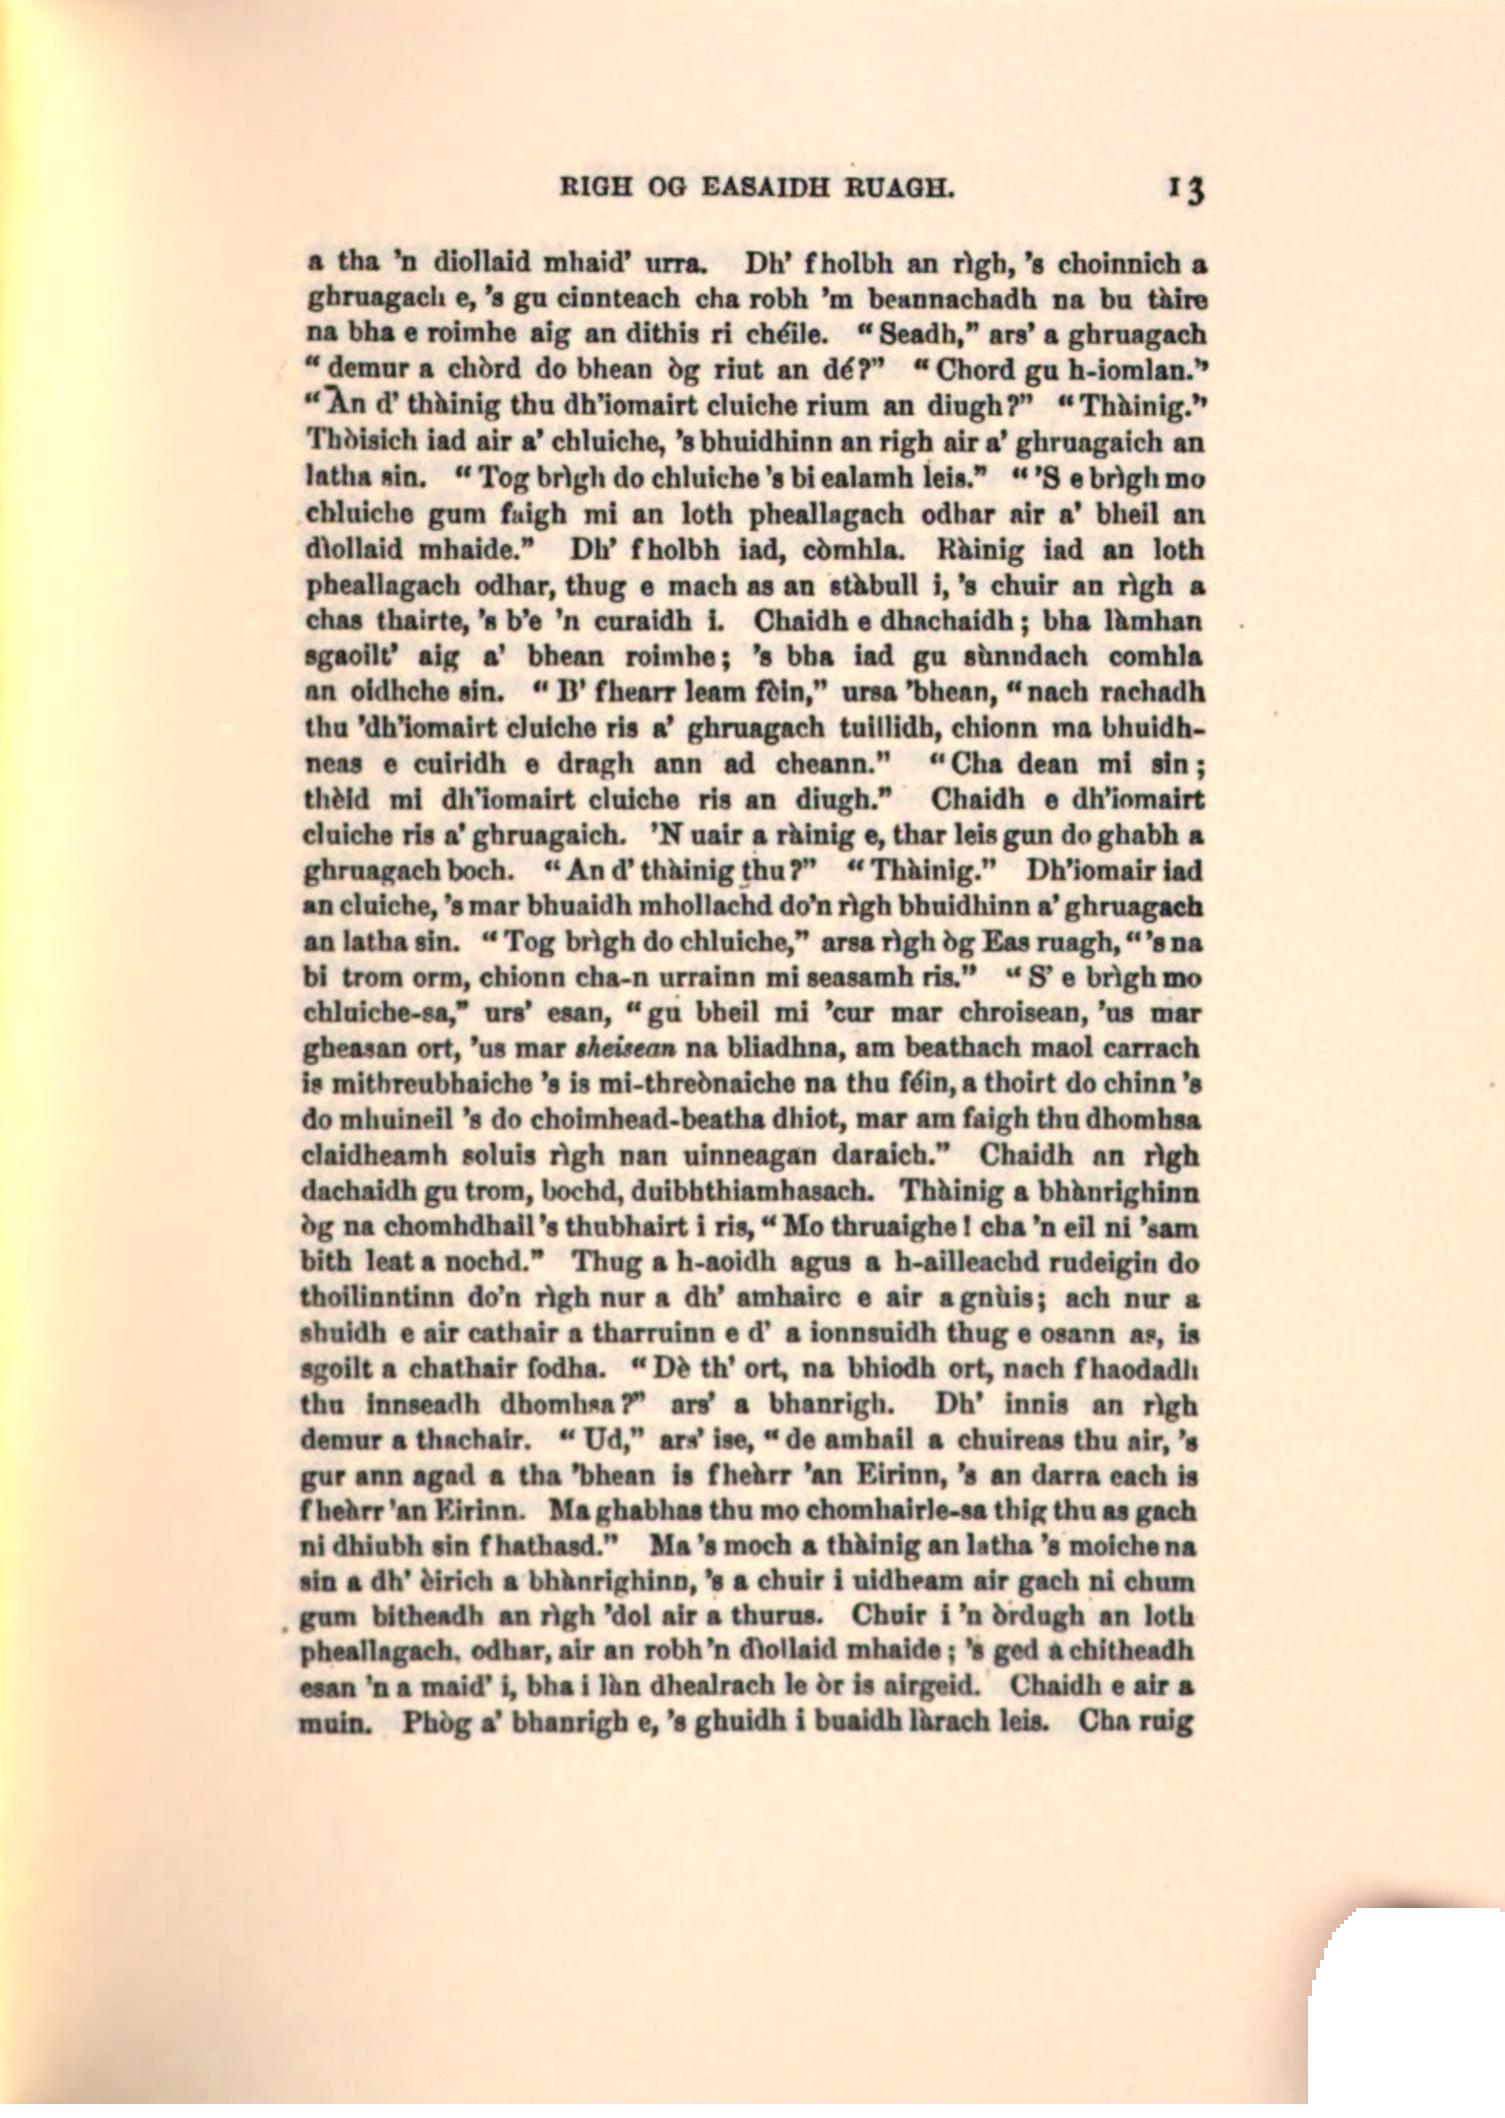 RIGH OG EASAIDH RUAGH. 13
a tha 'n diollaid mhaid' urra. Dh' fholbh an rìgh, 's choinnich a
ghruagach e, 's gu cinnteach cha robh 'm beannachadh na bu tàire
na bha e roimhe aig an dithis ri chéile. “Seadh,” ars' a ghruagach
“demur a chòrd do bhean òg riut an dé?” “Chord gu h-iomlan.”
“An d' thàinig thu dh'iomairt cluiche rium an diugh?” “Thàinig.”
Thòisich iad air a' chluiche, 's bhuidhinn an righ air a' ghruagaich an
latha sin. “Tog brìgh do chluiche 's bi ealamh leis.” “'S e brìgh mo
chluiche gum faigh mi an loth pheallagach odhar air a' bheil an
dìollaid mhaide.” Dh' fholbh iad, còmhla. Ràinig iad an loth
pheallagach odhar, thug e mach as an stàbull i, 's chuir an rìgh a
chas thairte, 's b'e 'n curaidh i. Chaidh e dhachaidh; bha làmhan
sgaoilt' aig a' bhean roimhe; 's bha iad gu sùnndach comhla
an oidhche sin. “B' fhearr leam fèin,” ursa 'bhean, “nach rachadh
thu 'dh'iomairt cluiche ris a' ghruagach tuillidh, chionn ma bhuidh-
neas e cuiridh e dragh ann ad cheann.” “Cha dean mi sin;
thèid mi dh'iomairt cluiche ris an diugh.” Chaidh e dh'iomairt
cluiche ris a' ghruagaich. 'N uair a ràinig e, thar leis gun do ghabh a
ghruagach boch. “An d' thàinig thu?” “Thàinig.” Dh'iomair iad
an cluiche, 's mar bhuaidh mhollachd do'n rìgh bhuidhinn a' ghruagach
an latha sin. “Tog brìgh do chluiche,” arsa rìgh òg Eas ruagh, “'s na
bi trom orm, chionn cha-n urrainn mi seasamh ris.” “S' e brìgh mo
chluiche-sa,” urs' esan, “gu bheil mi 'cur mar chroisean, 'us mar
gheasan ort, 'us mar sheisean na bliadhna, am beathach maol carrach
is mithreubhaiche 's is mi-threònaiche na thu féin, a thoirt do chinn 's
do mhuineil 's do choimhead-beatha dhiot, mar am faigh thu dhomhsa
claidheamh soluis rìgh nan uinneagan daraich.” Chaidh an rìgh
dachaidh gu trom, bochd, duibhthiamhasach. Thàinig a bhànrighinn
òg na chomhdhail 's thubhairt i ris, “Mo thruaighe! cha 'n eil ni 'sam
bith leat a nochd.” Thug a h-aoidh agus a h-ailleachd rudeigin do
thoilinntinn do'n rìgh nur a dh' amhairc e air a gnùis; ach nur a
shuidh e air cathair a tharruinn e d' a ionnsuidh thug e osann as, is
sgoilt a chathair fodha. “Dè th' ort, na bhiodh ort, nach fhaodadh
thu innseadh dhomhsa?” ars' a bhanrigh. Dh' innis an rìgh
demur a thachair. “Ud,” ars' ise, “de amhail a chuireas thu air, 's
gur ann agad a tha 'bhean is fheàrr 'an Eirinn, 's an darra each is
fheàrr 'an Eirinn. Ma ghabhas thu mo chomhairle-sa thig thu as gach
ni dhiubh sin fhathasd.” Ma 's moch a thàinig an latha 's moiche na
sin a dh' èirich a bhànrighinn, 's a chuir i uidheam air gach ni chum
gum bitheadh an rìgh 'dol air a thurus. Chuir i 'n òrdugh an loth
pheallagach, odhar, air an robh 'n dìollaid mhaide; 's ged a chitheadh
esan 'n a maid' i, bha i làn dhealrach le òr is airgeid. Chaidh e air a
muin. Phòg a' bhanrigh e, 's ghuidh i buaidh làrach leis. Cha ruig